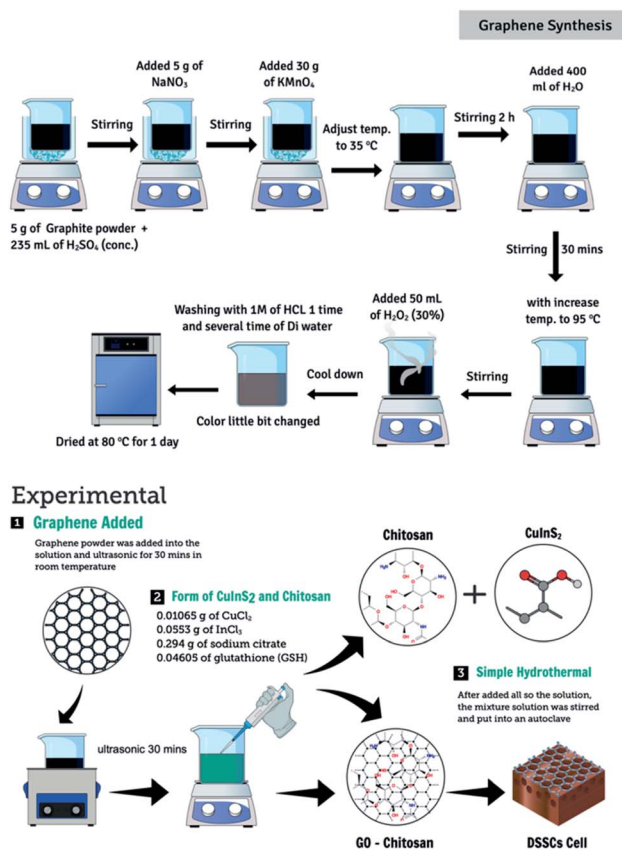 Graphene Synthesis
Added 5 g of
NaNO₃
Added 30 g
of KMnO₄
Added 400
ml of H₂O
Stirring
Stirring
Adjust temp.
to 35 ºC
Stirring 2 h
5 g of Graphite powder +
235 mL of H₂SO₄ (conc.)
Stirring 30 mins
with increase
temp. to 95 ºC
Stirring
Added 50 mL
of H₂O₂ (30%)
Cool down
Washing with 1M of HCL 1 time
and several time of Di water
Color little bit changed
Dried at 80 ºC for 1 day
Experimental
1 Graphene Added
Graphene powder was added into the
solution and ultrasonic for 30 mins in
room temperature
2 Form of CuInS2 and Chitosan
0.01065 g of CuCl₂
0.0553 g of InCl₃
0.294 g of sodium citrate
0.04605 of glutathione (GSH)
Chitosan
+
CuInS₂
3 Simple Hydrothermal
After added all so the solution,
the mixture solution was stirred
and put into an autoclave
ultrasonic 30 mins
GO - Chitosan
DSSCs Cell